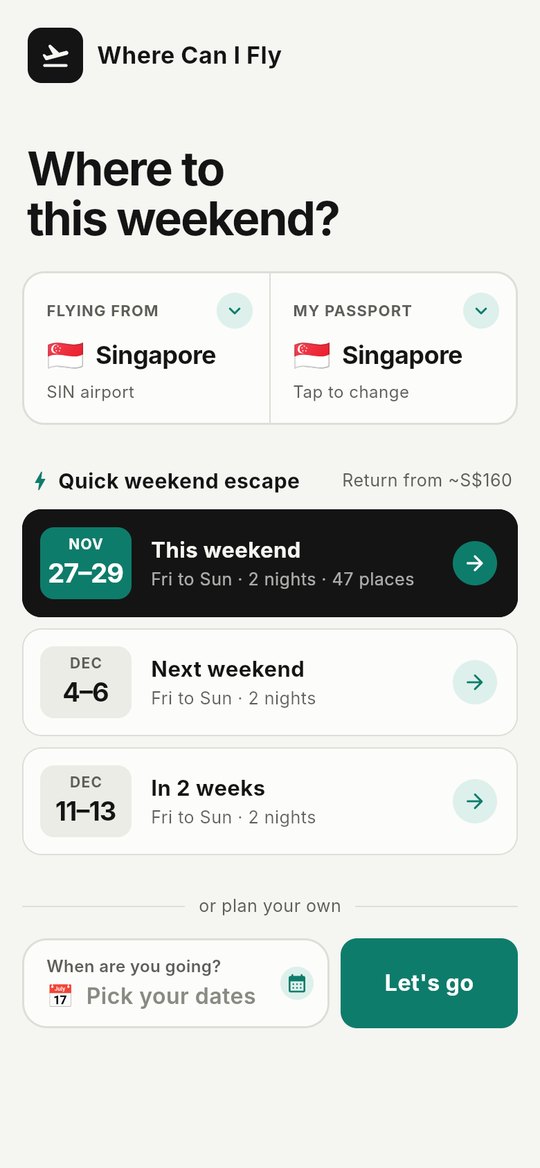 Where Can I Fly
Where to
this weekend?
FLYING FROM
Singapore
SIN airport
MY PASSPORT
Singapore
Tap to change
Quick weekend escape
Return from ~S$160
NOV
27–29
This weekend
Fri to Sun · 2 nights · 47 places
DEC
4–6
Next weekend
Fri to Sun · 2 nights
DEC
11–13
In 2 weeks
Fri to Sun · 2 nights
or plan your own
When are you going?
July
17
Pick your dates
Let's go